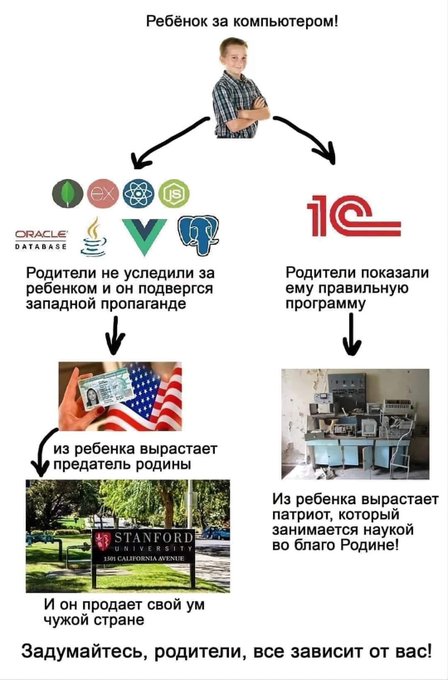 Ребёнок за компьютером!
ex
JS
ORACLE
DATABASE
1С
Родители не уследили за
ребенком и он подвергся
западной пропаганде
Родители показали
ему правильную
программу
из ребенка вырастает
предатель родины
STANFORD
UNIVERSITY
1501 CALIFORNIA AVENUE
Из ребенка вырастает
патриот, который
занимается наукой
во благо Родине!
И он продает свой ум
чужой стране
Задумайтесь, родители, все зависит от вас!